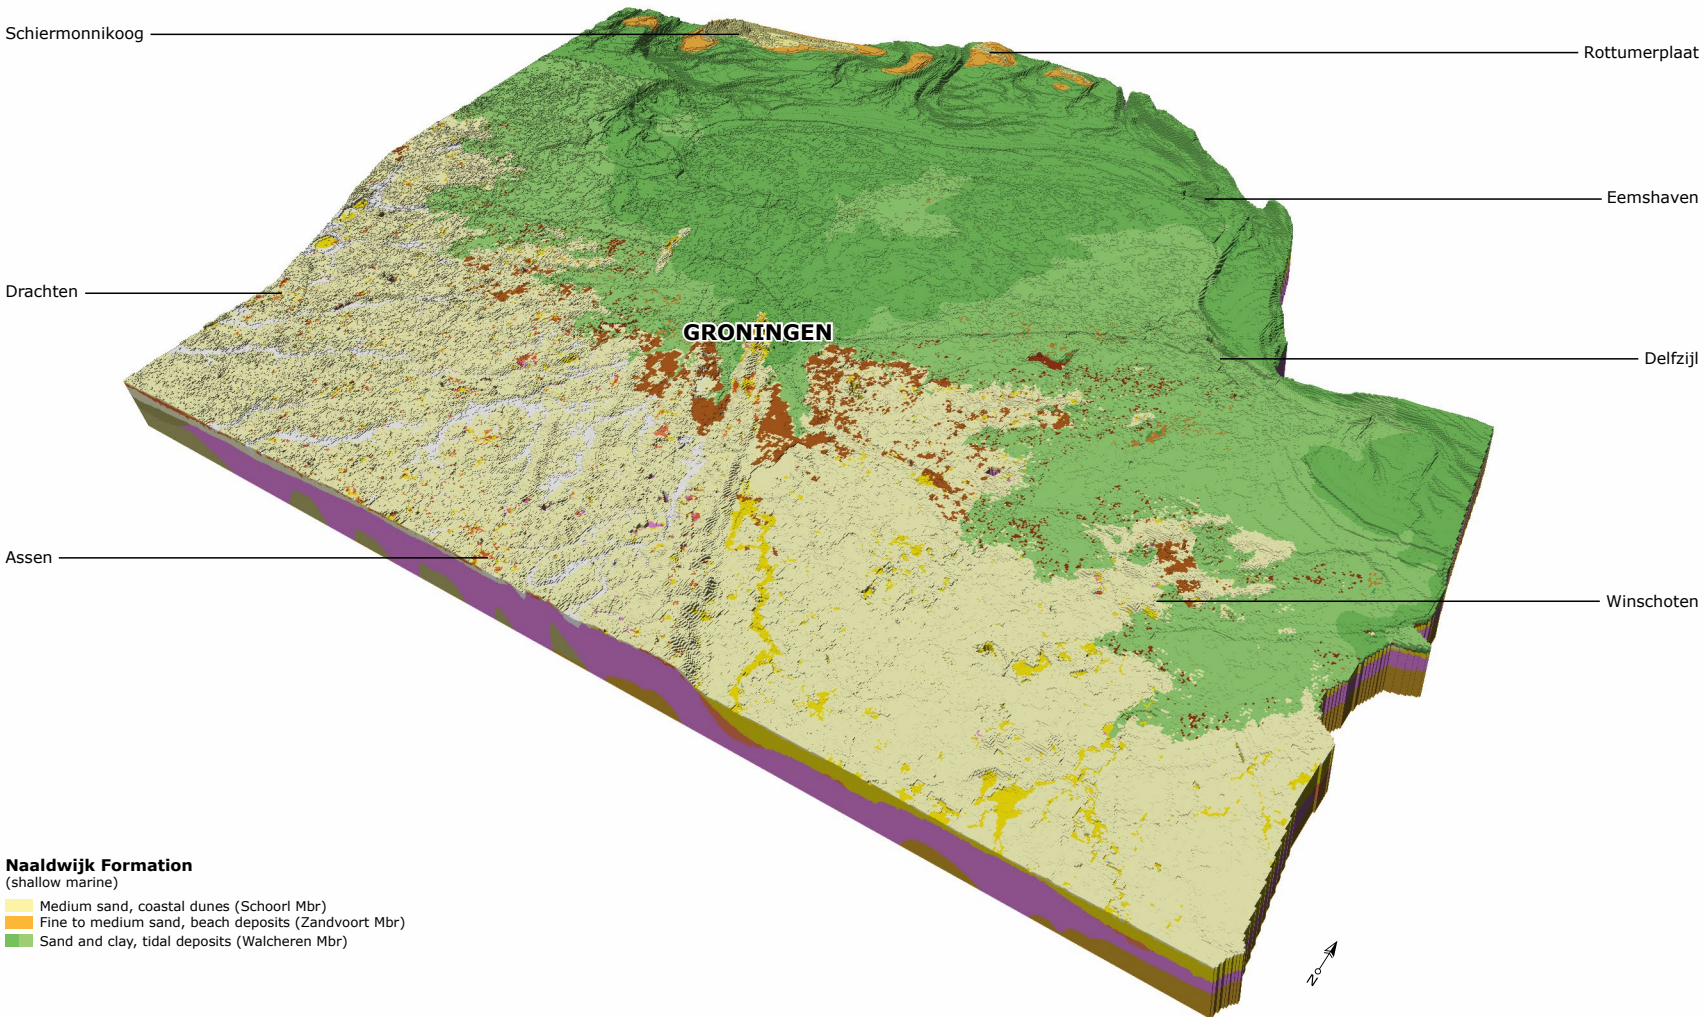 Schiermonnikoog
Rottumerplaat
Eemshaven
Drachten
GRONINGEN
Delfzijl
Assen
Winschoten
Naaldwijk Formation
(shallow marine)
Medium sand, coastal dunes (Schoorl Mbr)
Fine to medium sand, beach deposits (Zandvoort Mbr)
Sand and clay, tidal deposits (Walcheren Mbr)
N